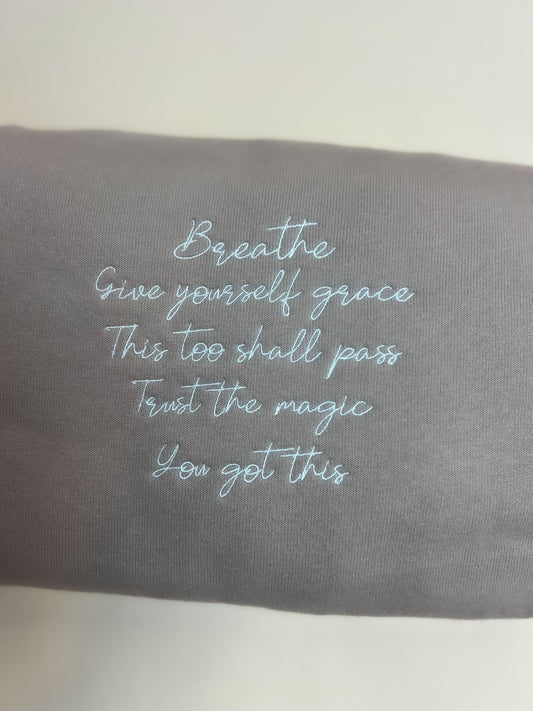 Breathe
Give yourself grace
This too shall pass
Trust the magic
You got this